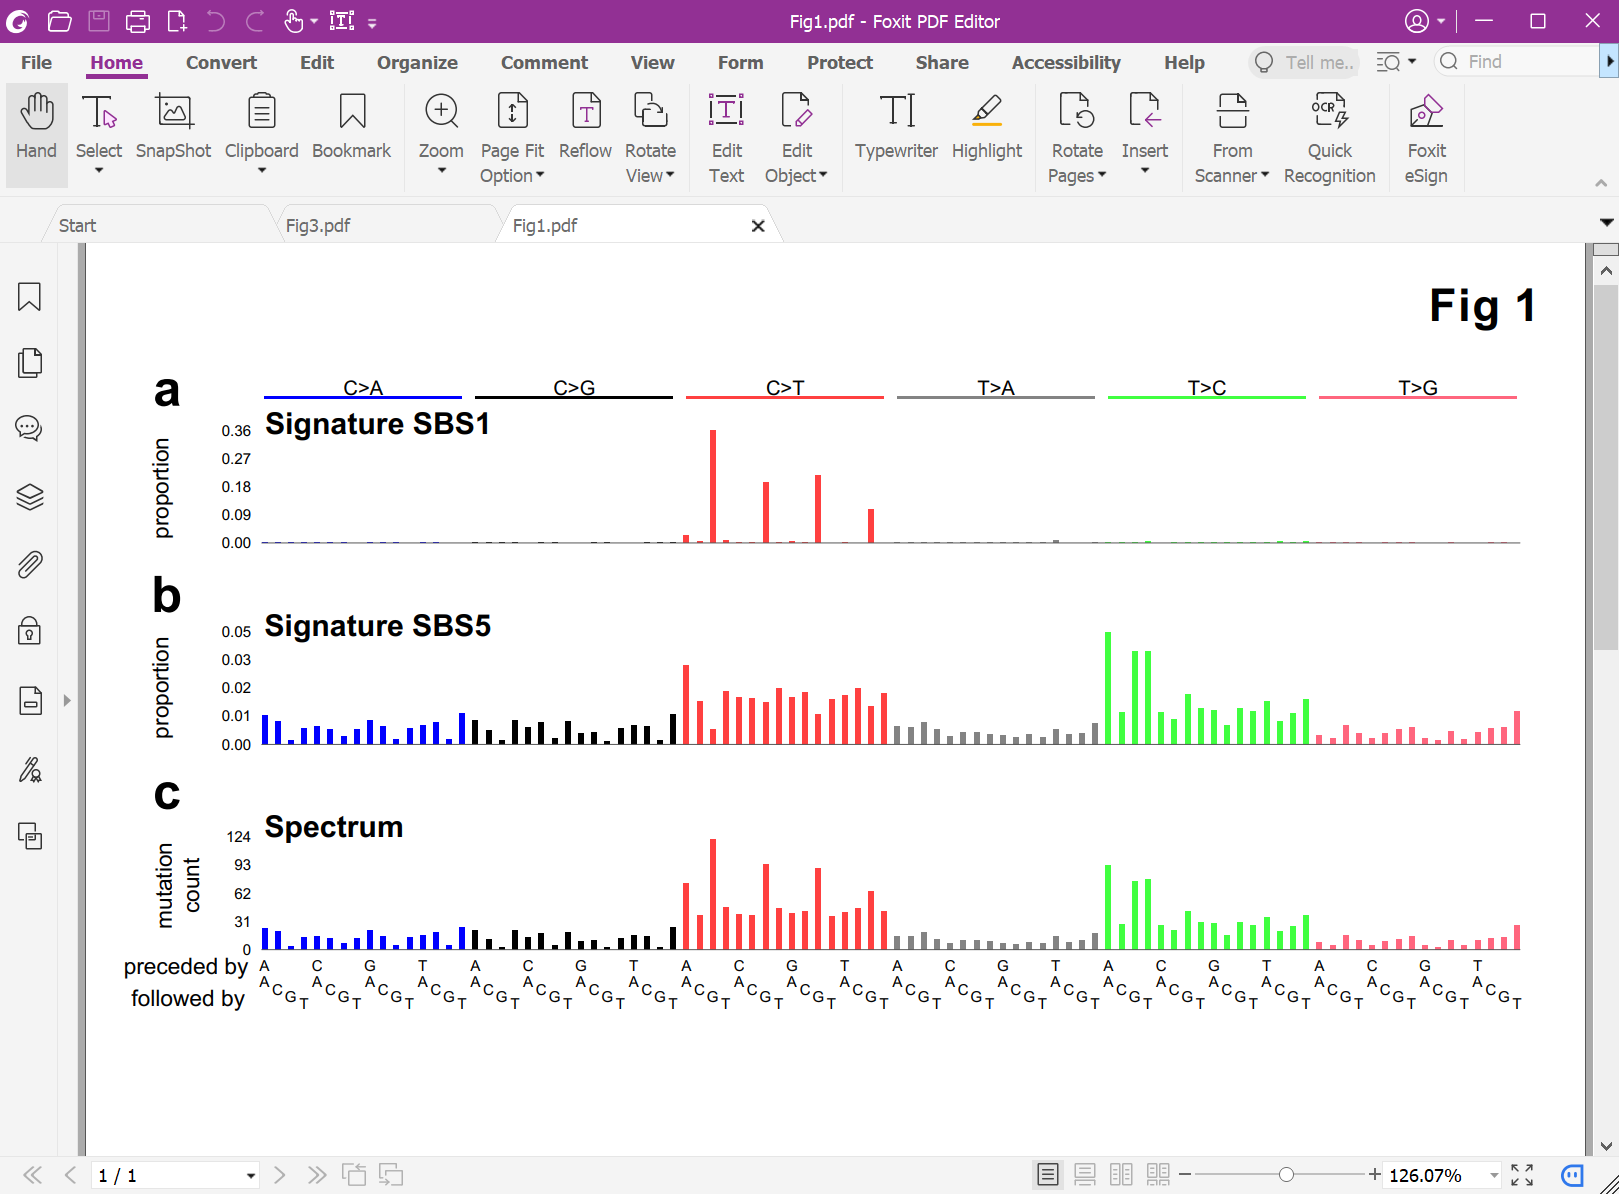 Fig1.pdf - Foxit PDF Editor
File Home Convert Edit Organize Comment View Form Protect Share Accessibility Help Tell me.. Find
Hand Select SnapShot Clipboard Bookmark Zoom Page Fit Option Reflow Rotate View Edit Text Edit Object Typewriter Highlight Rotate Pages Insert From Scanner Quick Recognition Foxit eSign
Start Fig3.pdf Fig1.pdf
Fig 1
a
C>A C>G C>T T>A T>C T>G
Signature SBS1
proportion
0.36
0.27
0.18
0.09
0.00
b
Signature SBS5
proportion
0.05
0.03
0.02
0.01
0.00
c
Spectrum
mutation
count
124
93
62
31
0
preceded by A C G T A C G T A C G T A C G T A C G T A C G T
followed by A C G T A C G T A C G T A C G T A C G T A C G T A C G T A C G T A C G T A C G T A C G T A C G T A C G T A C G T A C G T A C G T A C G T A C G T A C G T A C G T A C G T A C G T A C G T A C G T
1 / 1
126.07%